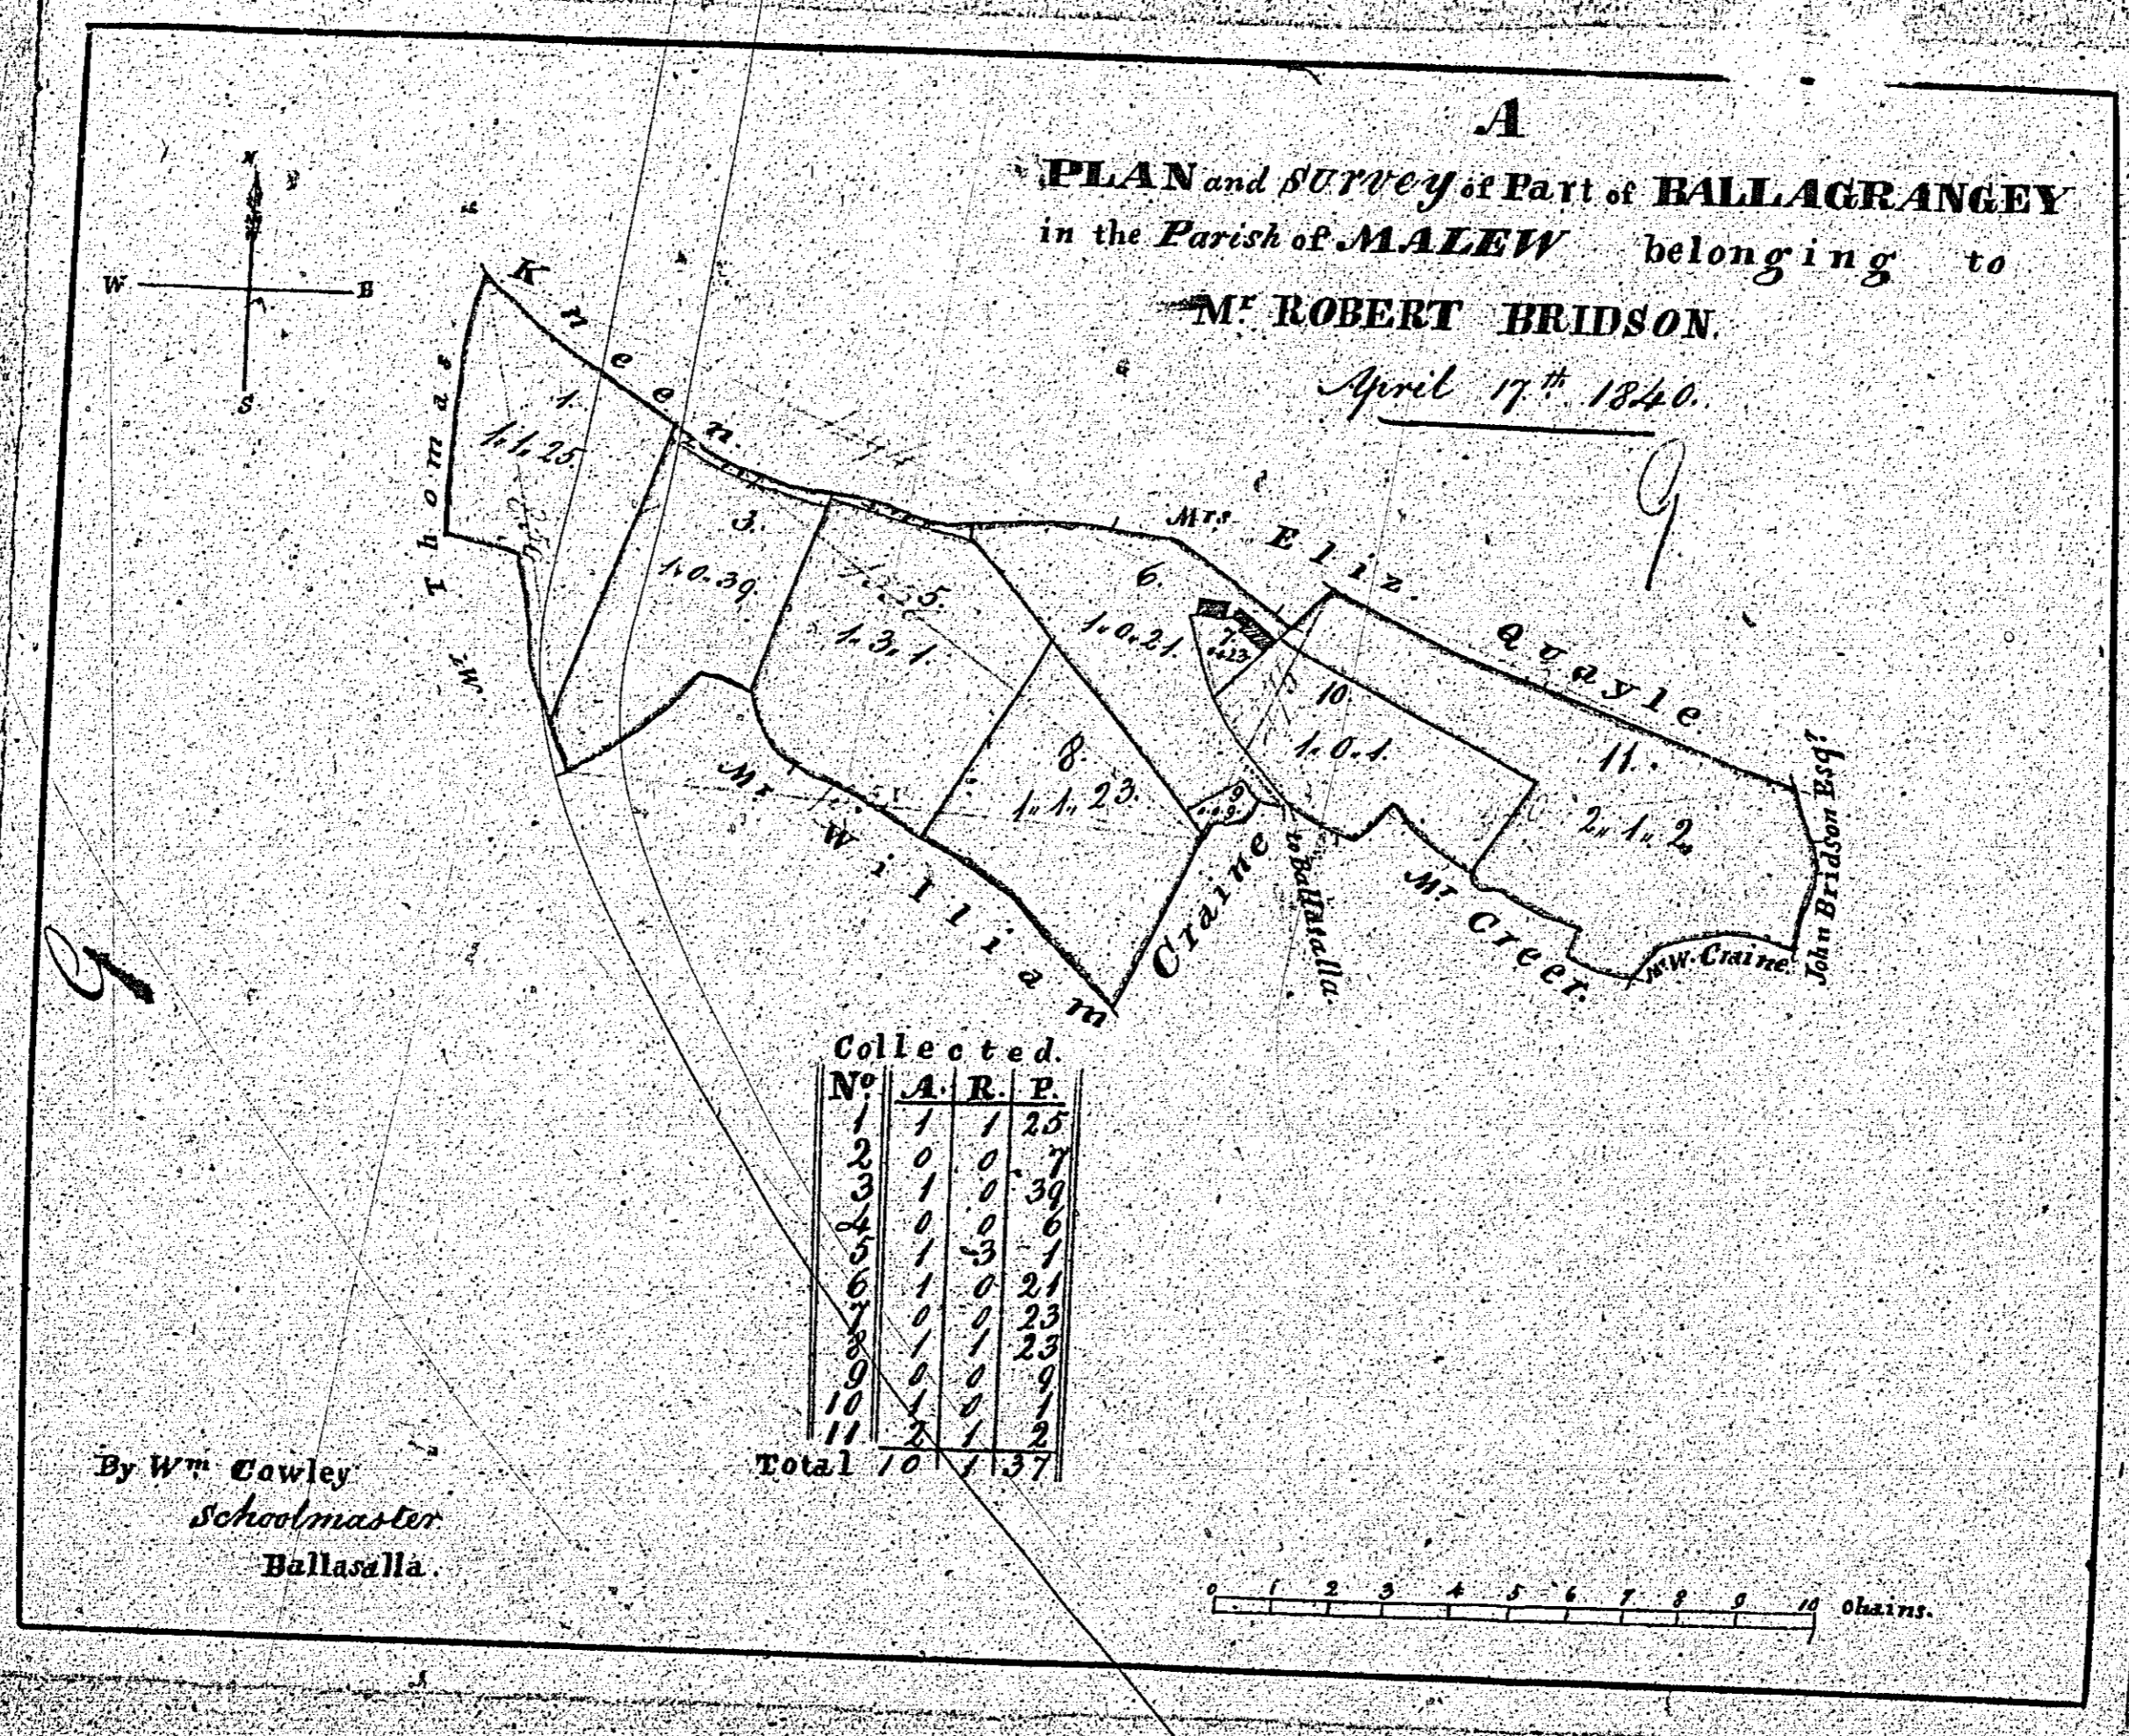 A
PLAN and Survey of Part of BALLAGRANGEY
in the Parish of MALEW belonging to
Mr. ROBERT BRIDSON.
April 17th. 1840.
N
W
E
S
Mr. Thomas Kneen.
Mrs Eliz. Quayle
John Bridson Esqr.
1.
1,, 1,, 25.
2
3.
1,, 0,, 39.
5.
1,, 3,, 1.
6.
1,, 0,, 21.
7.
8.
1,, 1,, 23.
9
10
1,, 0,, 1.
11.
2,, 1,, 2
Mr. William Craine
to Ballasalla.
Mr Creer.
Mr. W. Craine.
Collected.
No. A. R. P.
1 1 1 25
2 0 0 7
3 1 0 39
4 0 0 6
5 1 3 1
6 1 0 21
7 0 0 23
8 1 1 23
9 0 0 9
10 1 0 1
11 2 1 2
Total 10 1 37
By Wm Cowley
Schoolmaster
Ballasalla.
0 1 2 3 4 5 6 7 8 9 10 Chains.